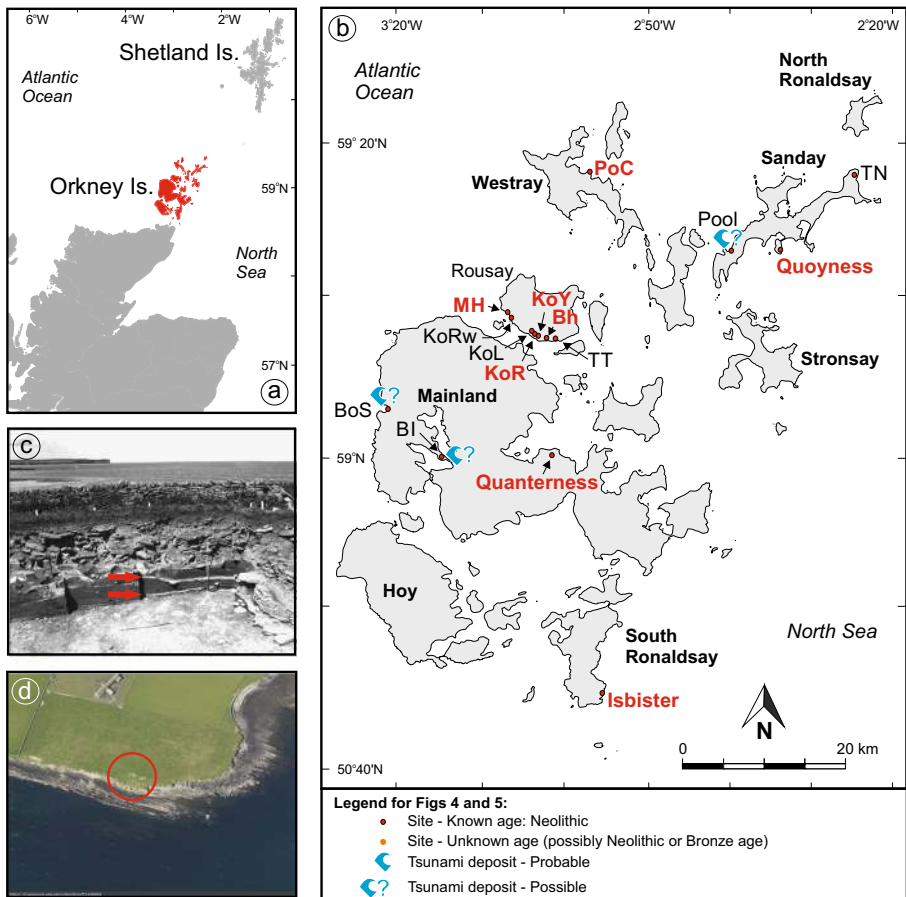 6°W
4°W
2°W
Shetland Is.
Atlantic
Ocean
Orkney Is.
59°N
North
Sea
57°N
a
b
3°20
2°50
2°20
Atlantic
Ocean
North
Ronaldsay
59°20
'N
PoC
Sanday
TN
Westray
Pool
?
Quoyness
Rousay
KoY
MH
Bh
KoRw
KoL
KoR
TT
Stronsay
?
Mainland
BoS
BI
?
59°N
Quanterness
Hoy
South
Ronaldsay
North Sea
Isbister
N
0
20 km
50°40
'N
c
d
Legend for Figs 4 and 5:
Site - Known age: Neolithic
Site - Unknown age (possibly Neolithic or Bronze age)
Tsunami deposit - Probable
? Tsunami deposit - Possible